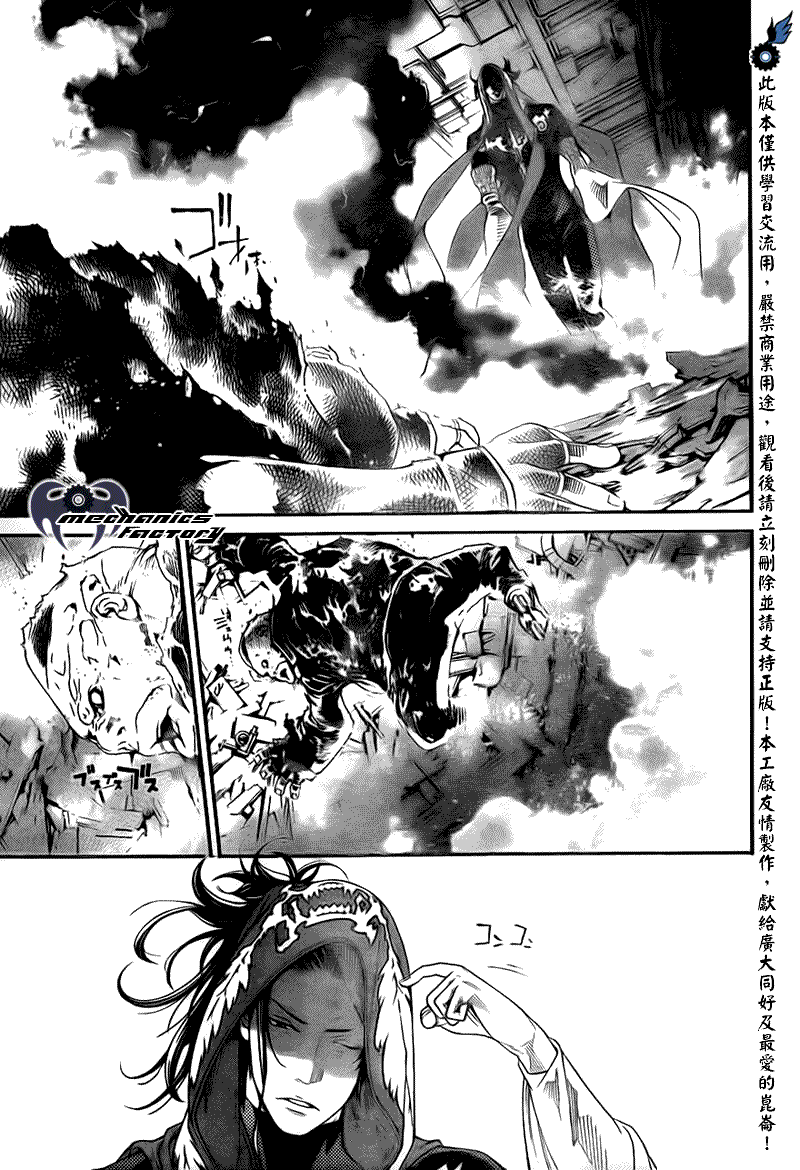 ゴォォ
Mechanics
Factory
ブスブスブス
コンコン
此版本僅供學習交流用，嚴禁商業用途，觀看後請立刻刪除並請支持正版！本工廠友情製作，獻給廣大同好及最愛的崑崙！